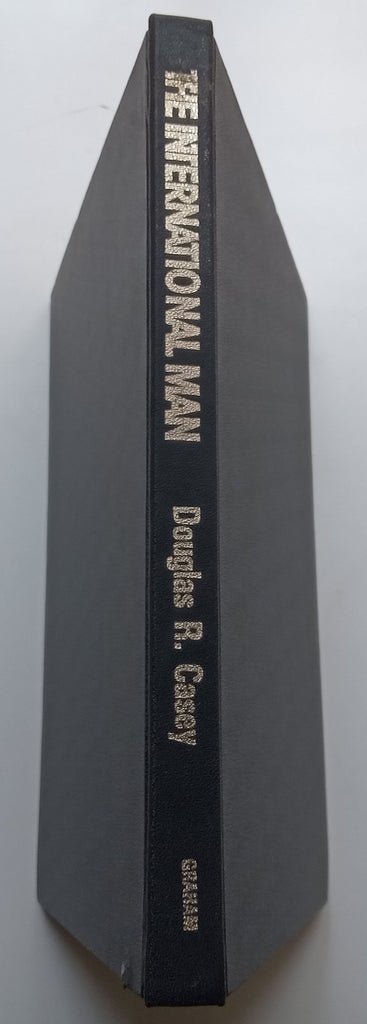 THE INTERNATIONAL MAN
Douglas R. Casey
GRAHAM